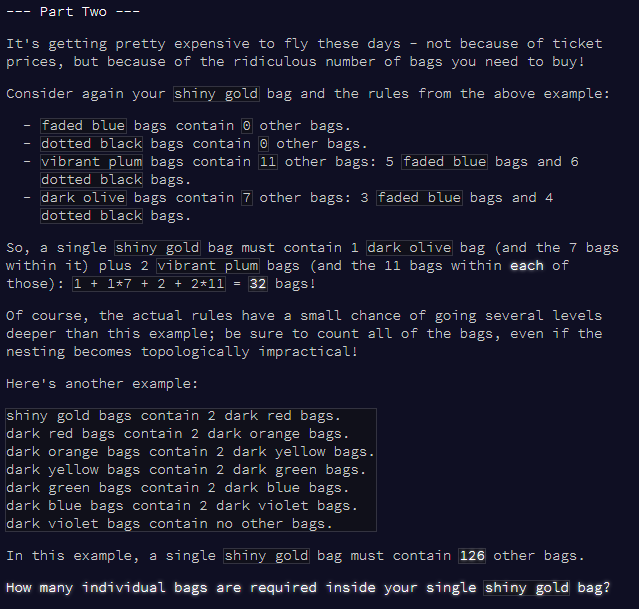 --- Part Two ---
It's getting pretty expensive to fly these days - not because of ticket
prices, but because of the ridiculous number of bags you need to buy!
Consider again your shiny gold bag and the rules from the above example:
- faded blue bags contain 0 other bags.
- dotted black bags contain 0 other bags.
- vibrant plum bags contain 11 other bags: 5 faded blue bags and 6
dotted black bags.
- dark olive bags contain 7 other bags: 3 faded blue bags and 4
dotted black bags.
So, a single shiny gold bag must contain 1 dark olive bag (and the 7 bags
within it) plus 2 vibrant plum bags (and the 11 bags within each of
those): 1 + 1*7 + 2 + 2*11 = 32 bags!
Of course, the actual rules have a small chance of going several levels
deeper than this example; be sure to count all of the bags, even if the
nesting becomes topologically impractical!
Here's another example:
shiny gold bags contain 2 dark red bags.
dark red bags contain 2 dark orange bags.
dark orange bags contain 2 dark yellow bags.
dark yellow bags contain 2 dark green bags.
dark green bags contain 2 dark blue bags.
dark blue bags contain 2 dark violet bags.
dark violet bags contain no other bags.
In this example, a single shiny gold bag must contain 126 other bags.
How many individual bags are required inside your single shiny gold bag?